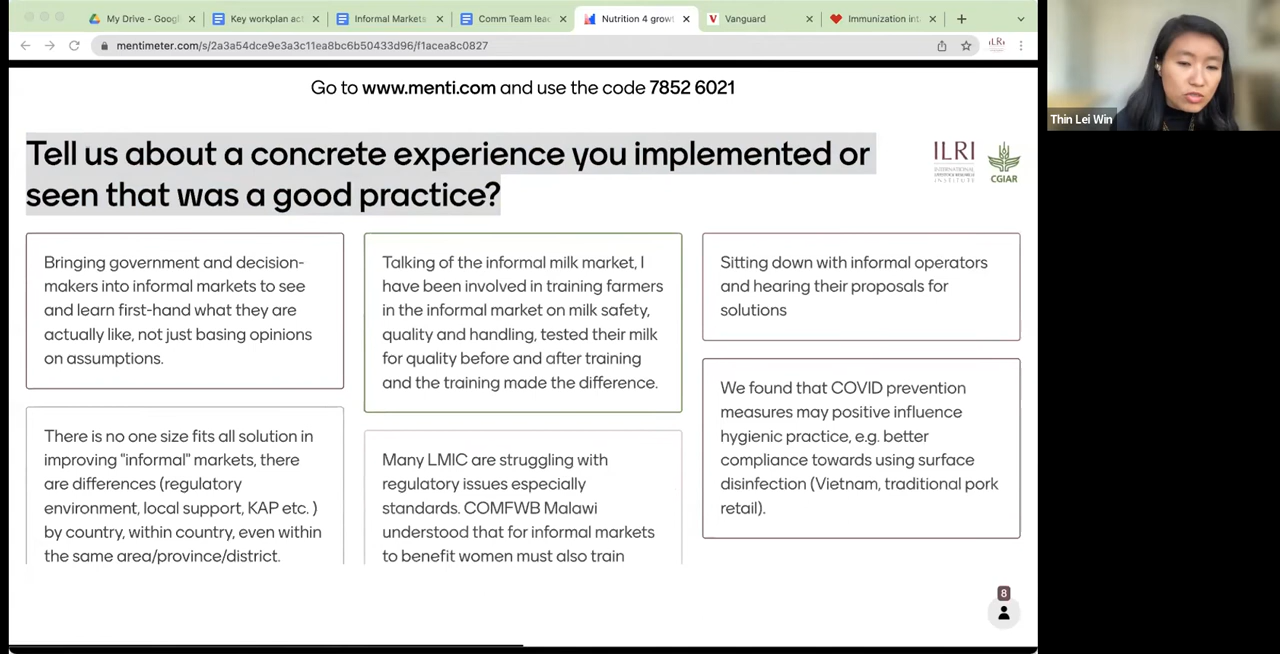 My Drive - Googl
Key workplan act
Informal Markets
Comm Team lea
Nutrition 4 grow
Vanguard
Immunization int
mentimeter.com/s/2a3a54dce9e3a3c11ea8bc6b50433d96/f1acea8c0827
ILRI
Go to www.menti.com and use the code 7852 6021
Tell us about a concrete experience you implemented or
seen that was a good practice?
ILRI
INTERNATIONAL
LIVESTOCK RESEARCH
INSTITUTE
CGIAR
Bringing government and decision-
makers into informal markets to see
and learn first-hand what they are
actually like, not just basing opinions
on assumptions.
There is no one size fits all solution in
improving "informal" markets, there
are differences (regulatory
environment, local support, KAP etc. )
by country, within country, even within
the same area/province/district.
Talking of the informal milk market, I
have been involved in training farmers
in the informal market on milk safety,
quality and handling, tested their milk
for quality before and after training
and the training made the difference.
Many LMIC are struggling with
regulatory issues especially
standards. COMFWB Malawi
understood that for informal markets
to benefit women must also train
Sitting down with informal operators
and hearing their proposals for
solutions
We found that COVID prevention
measures may positive influence
hygienic practice, e.g. better
compliance towards using surface
disinfection (Vietnam, traditional pork
retail).
8
Thin Lei Win